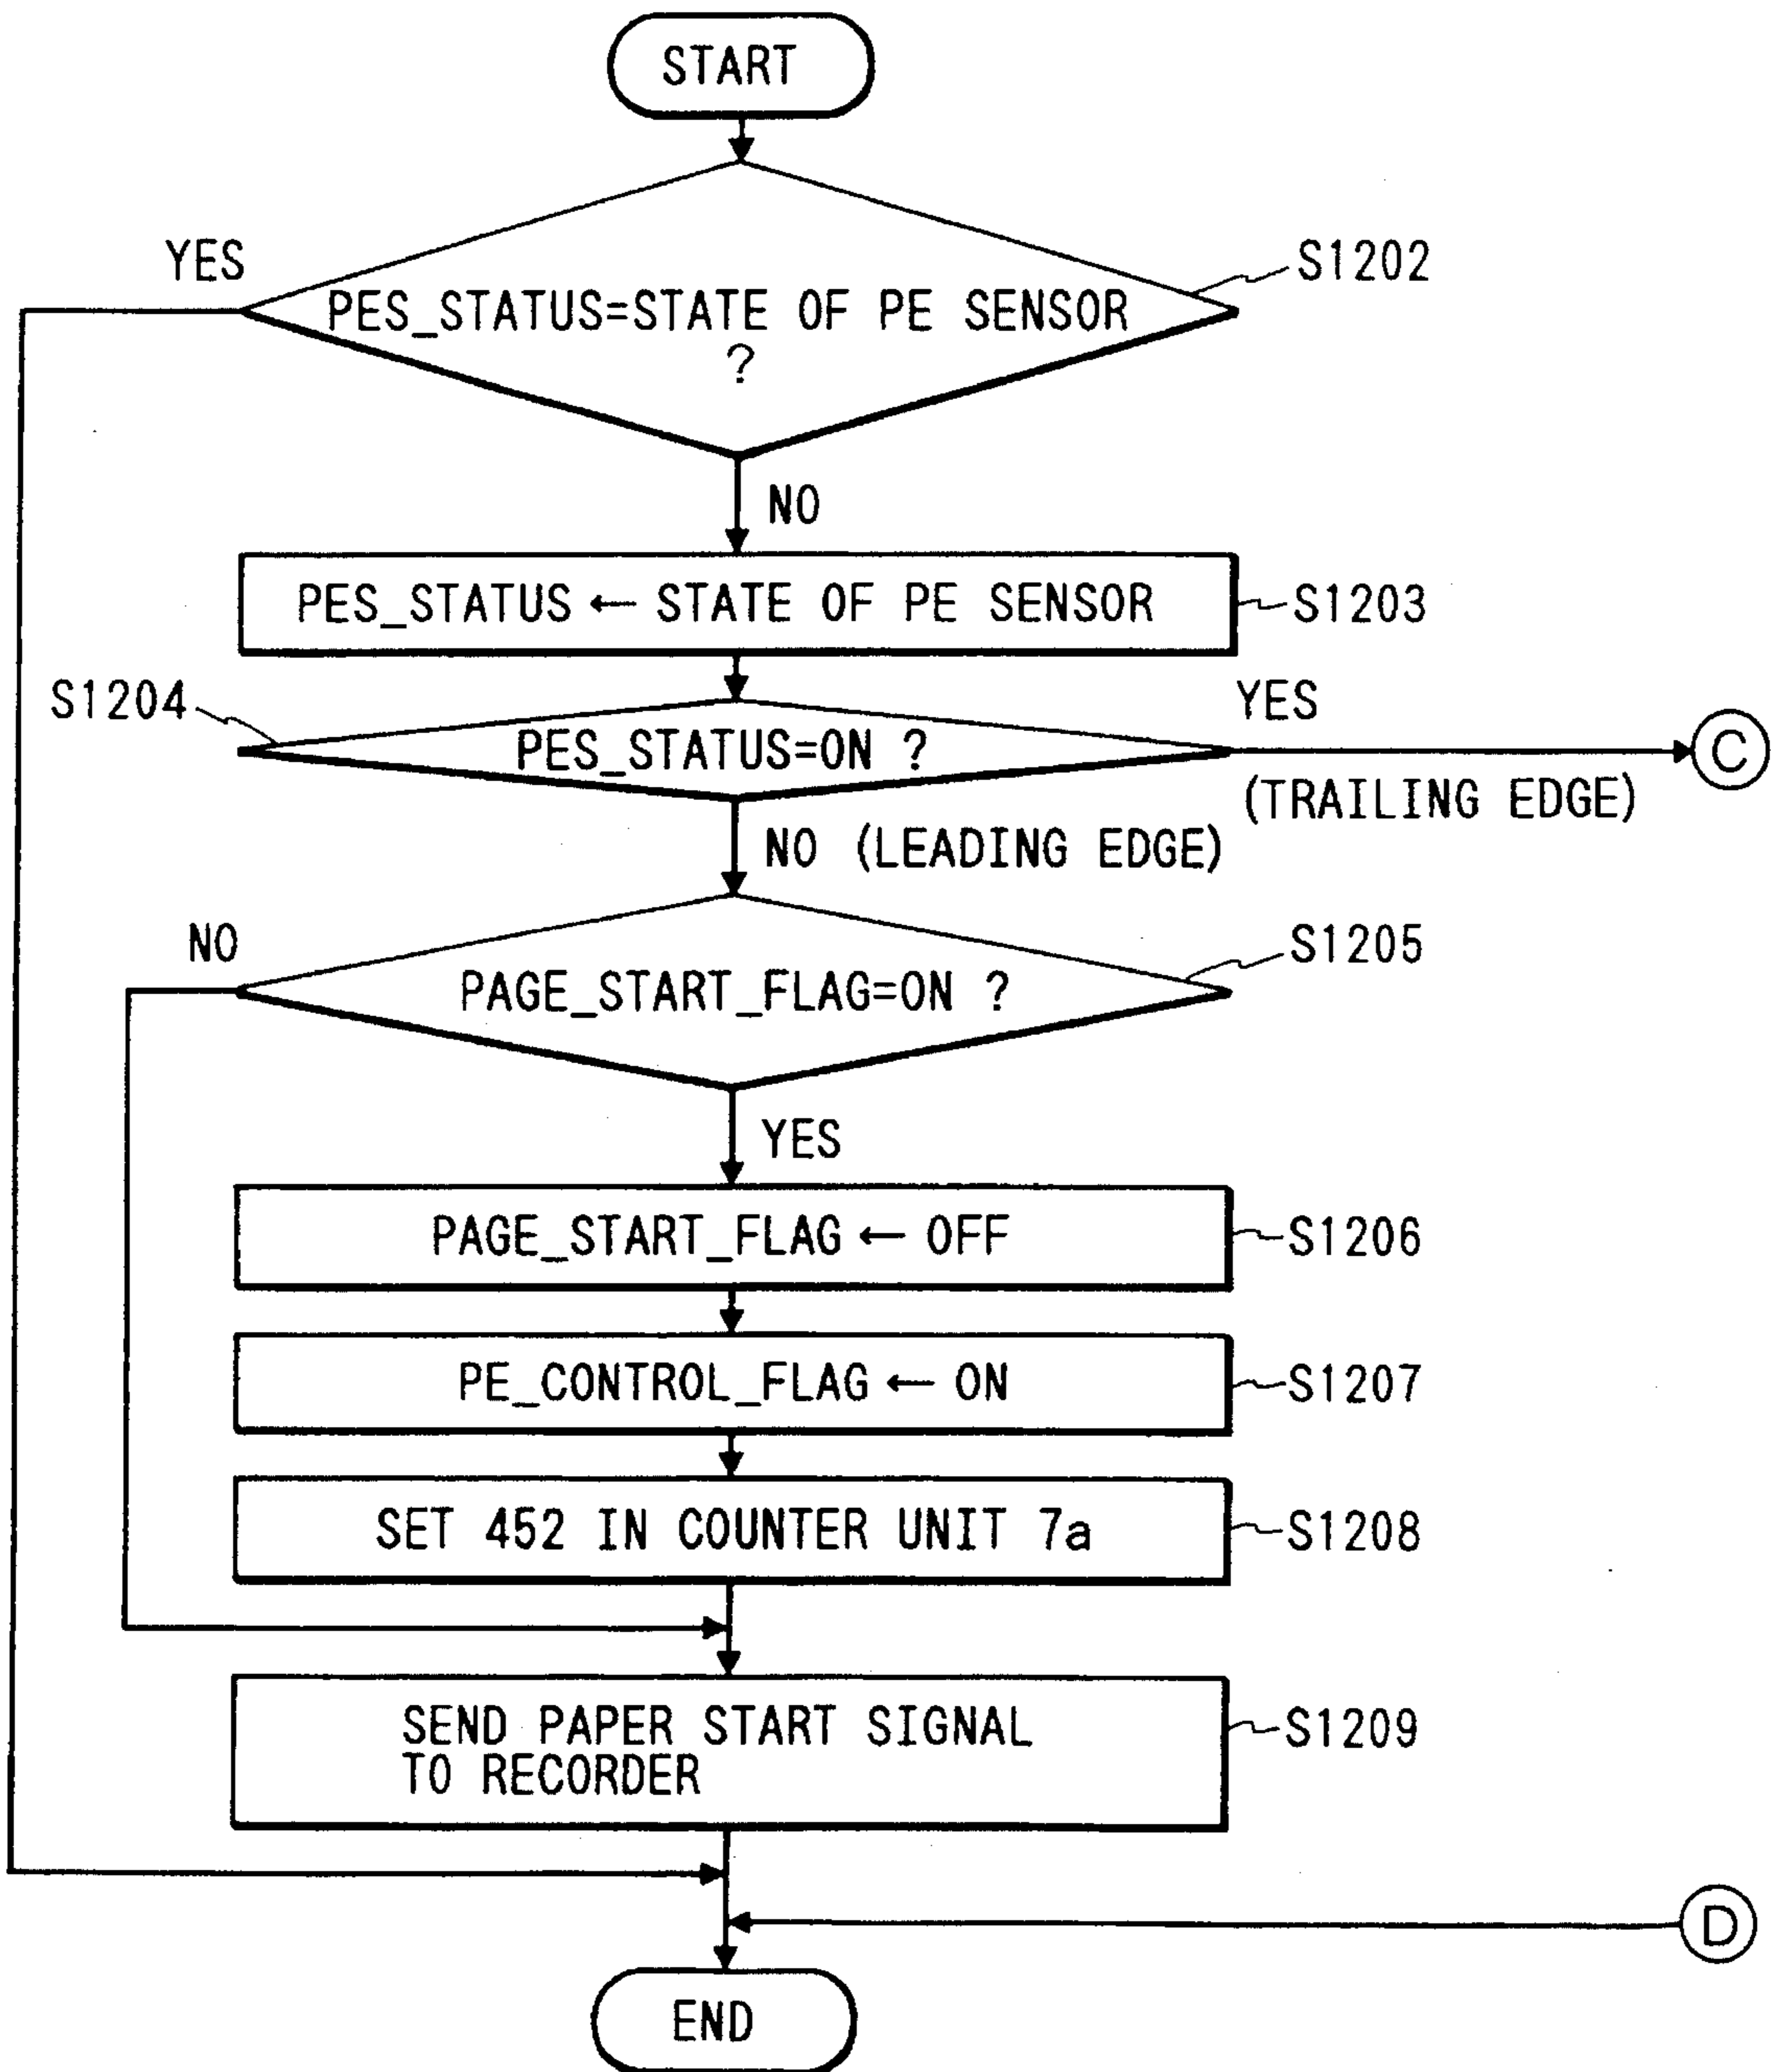 START
YES
S1202
PES_STATUS=STATE OF PE SENSOR
?
NO
PES_STATUS ← STATE OF PE SENSOR
S1203
S1204
YES
PES_STATUS=ON ?
C
(TRAILING EDGE)
NO (LEADING EDGE)
NO
S1205
PAGE_START_FLAG=ON ?
YES
PAGE_START_FLAG ← OFF
S1206
PE_CONTROL_FLAG ← ON
S1207
SET 452 IN COUNTER UNIT 7a
S1208
SEND PAPER START SIGNAL
TO RECORDER
S1209
D
END